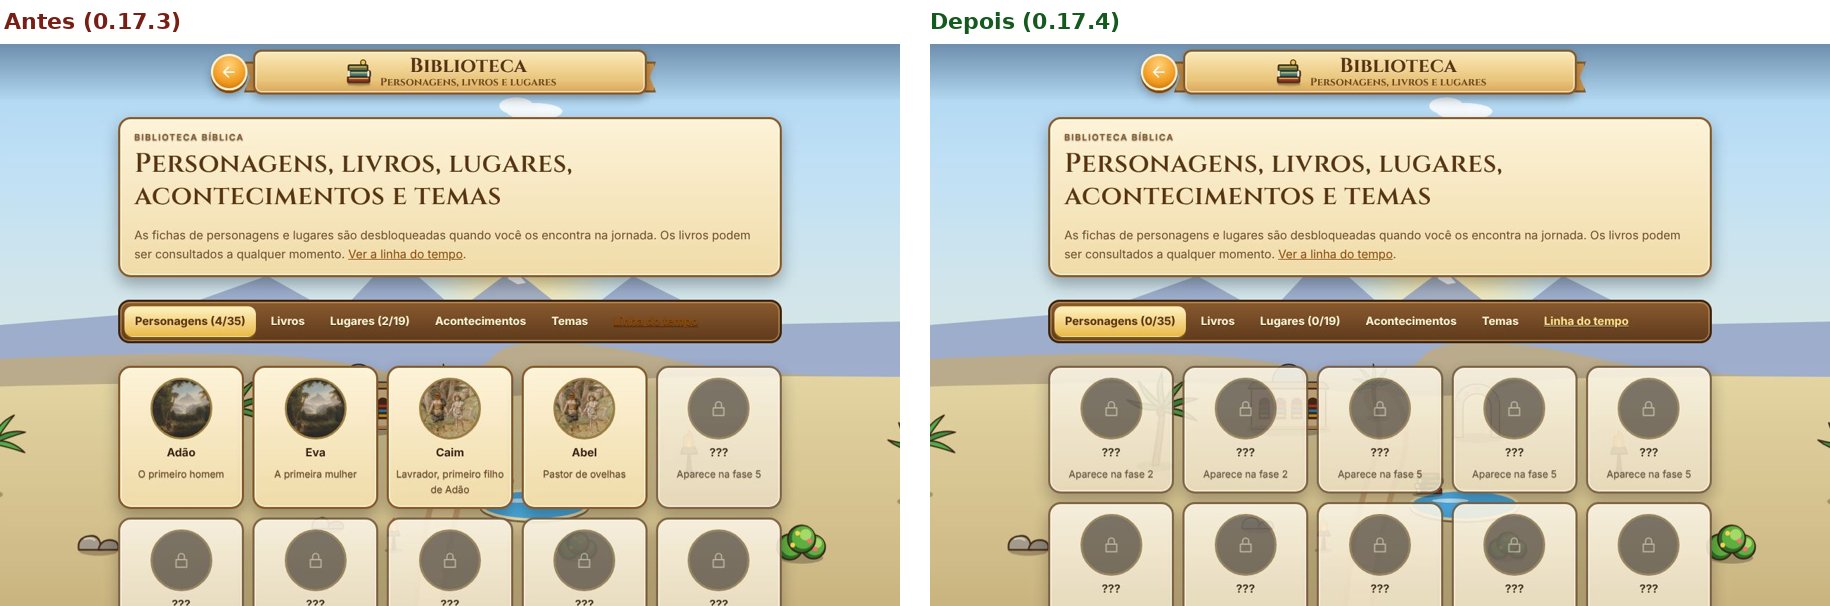 Antes (0.17.3)
BIBLIOTECA
PERSONAGENS, LIVROS E LUGARES
BIBLIOTECA BÍBLICA
PERSONAGENS, LIVROS, LUGARES,
ACONTECIMENTOS E TEMAS
As fichas de personagens e lugares são desbloqueadas quando você os encontra na jornada. Os livros podem
ser consultados a qualquer momento. Ver a linha do tempo.
Personagens (4/35) Livros Lugares (2/19) Acontecimentos Temas Linha do tempo
Adão Eva Caim Abel ???
O primeiro homem A primeira mulher Lavrador, primeiro filho Pastor de ovelhas Aparece na fase 5
de Adão
??? ??? ??? ??? ???
Depois (0.17.4)
BIBLIOTECA
PERSONAGENS, LIVROS E LUGARES
BIBLIOTECA BÍBLICA
PERSONAGENS, LIVROS, LUGARES,
ACONTECIMENTOS E TEMAS
As fichas de personagens e lugares são desbloqueadas quando você os encontra na jornada. Os livros podem
ser consultados a qualquer momento. Ver a linha do tempo.
Personagens (0/35) Livros Lugares (0/19) Acontecimentos Temas Linha do tempo
??? ??? ??? ??? ???
Aparece na fase 2 Aparece na fase 2 Aparece na fase 5 Aparece na fase 5 Aparece na fase 5
??? ??? ??? ??? ???